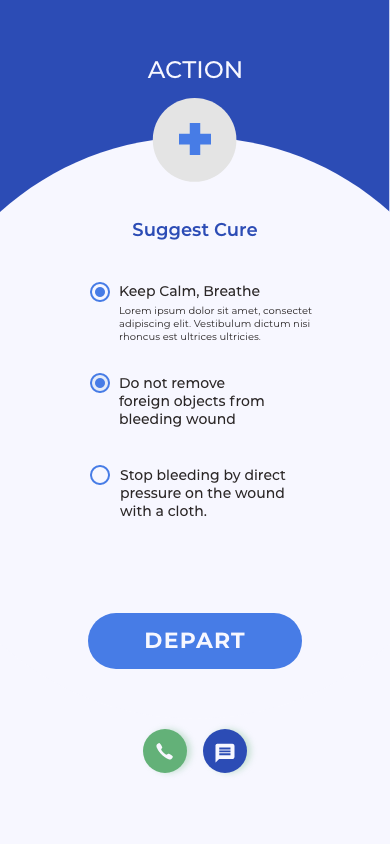 ACTION
Suggest Cure
Keep Calm, Breathe
Lorem ipsum dolor sit amet, consectet
adipiscing elit. Vestibulum dictum nisi
rhoncus est ultrices ultricies.
Do not remove
foreign objects from
bleeding wound
Stop bleeding by direct
pressure on the wound
with a cloth.
DEPART